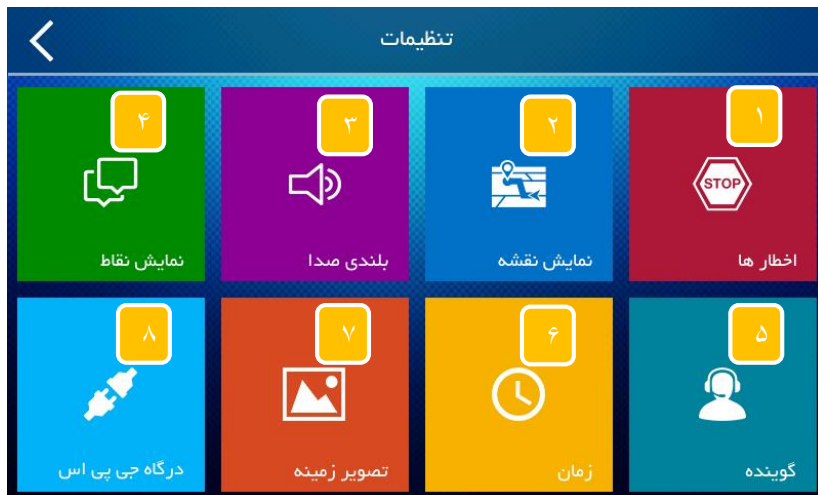 تنظیمات
۱
STOP
اخطار ها
۲
نمایش نقشه
۳
بلندی صدا
۴
نمایش نقاط
۵
گوینده
۶
زمان
۷
تصویر زمینه
۸
درگاه جی پی اس